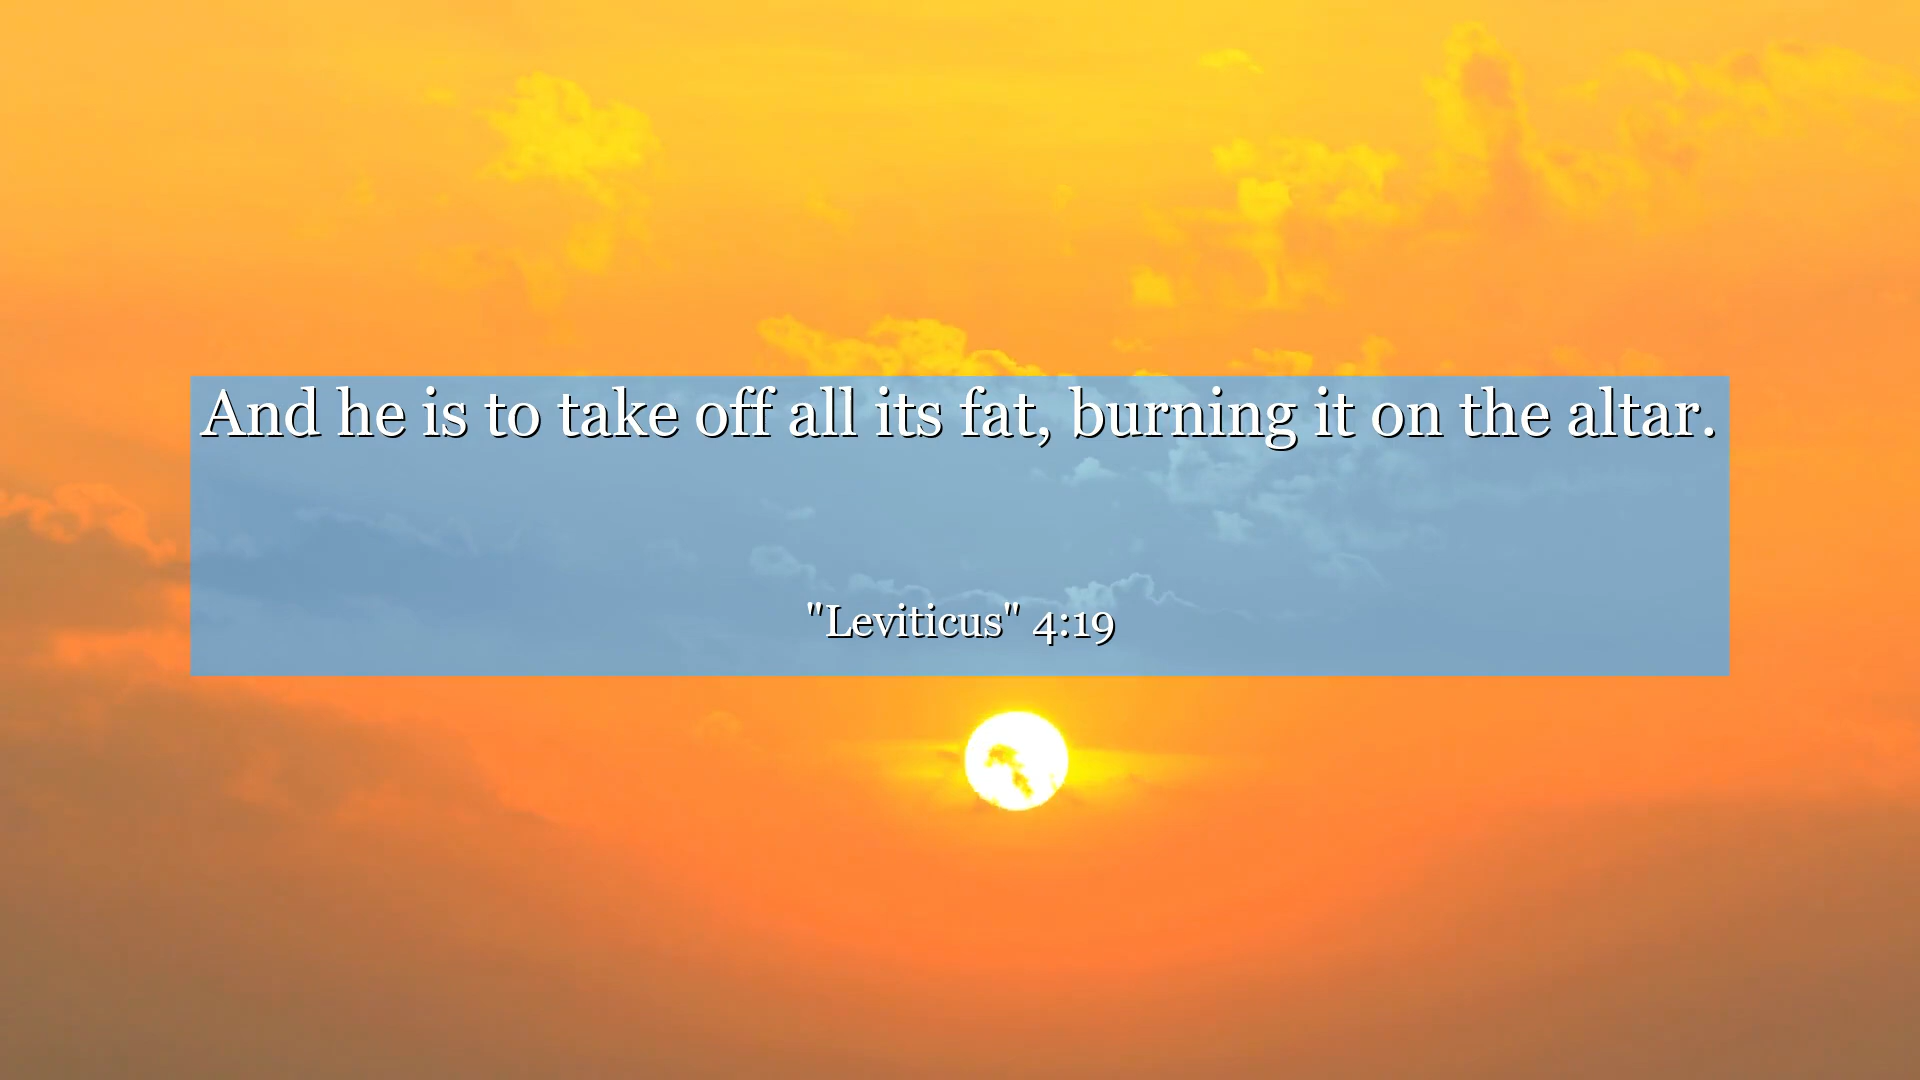 And he is to take off all its fat, burning it on the altar.
"Leviticus" 4:19